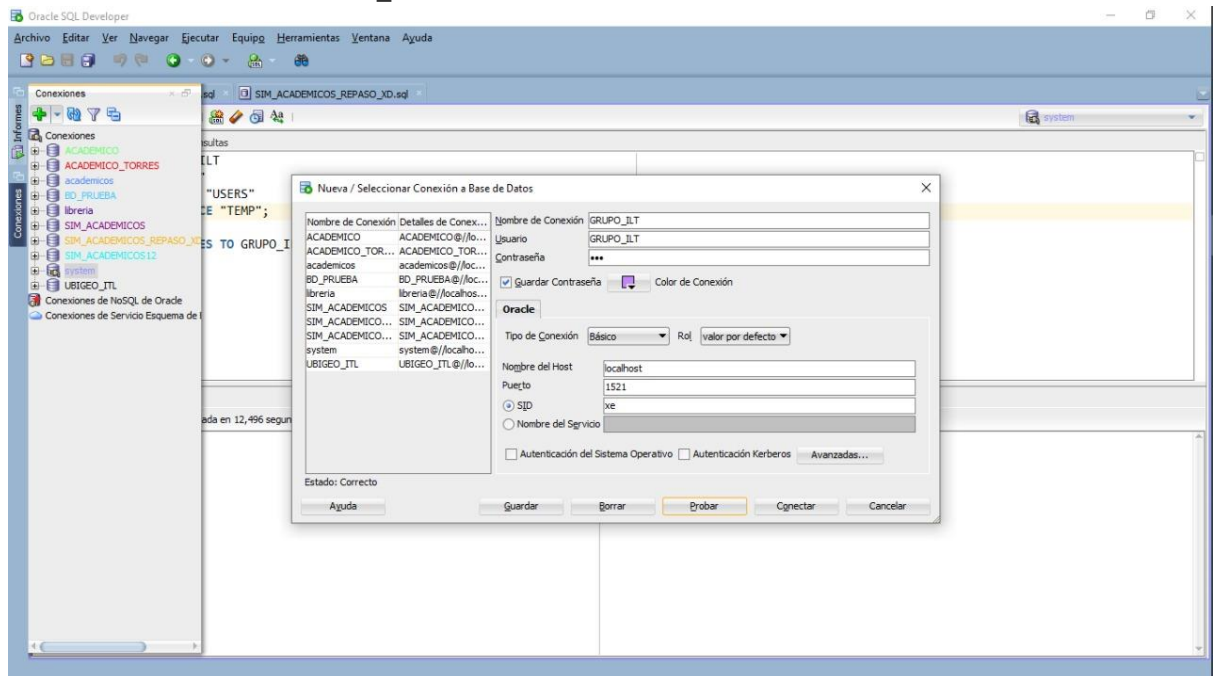 Oracle SQL Developer
Archivo Editar Ver Navegar Ejecutar Equipo Herramientas Ventana Ayuda
Conexiones
.sql
SIM_ACADEMICOS_REPASO_XD.sql
system
Informes
Conexiones
Conexiones
ACADEMICO
ACADEMICO_TORRES
academicos
BD_PRUEBA
libreria
SIM_ACADEMICOS
SIM_ACADEMICOS_REPASO_XD
SIM_ACADEMICOS12
system
UBIGEO_ITL
Conexiones de NoSQL de Oracle
Conexiones de Servicio Esquema de
sultas
ILT
"USERS"
CE "TEMP";
ES TO GRUPO_I
ada en 12,496 segun
Nueva / Seleccionar Conexión a Base de Datos
Nombre de Conexión Detalles de Conex...
ACADEMICO ACADEMICO@//lo...
ACADEMICO_TOR... ACADEMICO_TOR...
academicos academicos@//loc...
BD_PRUEBA BD_PRUEBA@//loc...
libreria libreria@//localhos...
SIM_ACADEMICOS SIM_ACADEMICO...
SIM_ACADEMICO... SIM_ACADEMICO...
SIM_ACADEMICO... SIM_ACADEMICO...
system system@//localho...
UBIGEO_ITL UBIGEO_ITL@//lo...
Nombre de Conexión GRUPO_ILT
Usuario GRUPO_ILT
Contraseña •••
Guardar Contraseña Color de Conexión
Oracle
Tipo de Conexión Básico Rol valor por defecto
Nombre del Host localhost
Puerto 1521
SID xe
Nombre del Servicio
Autenticación del Sistema Operativo Autenticación Kerberos Avanzadas...
Estado: Correcto
Ayuda Guardar Borrar Probar Conectar Cancelar